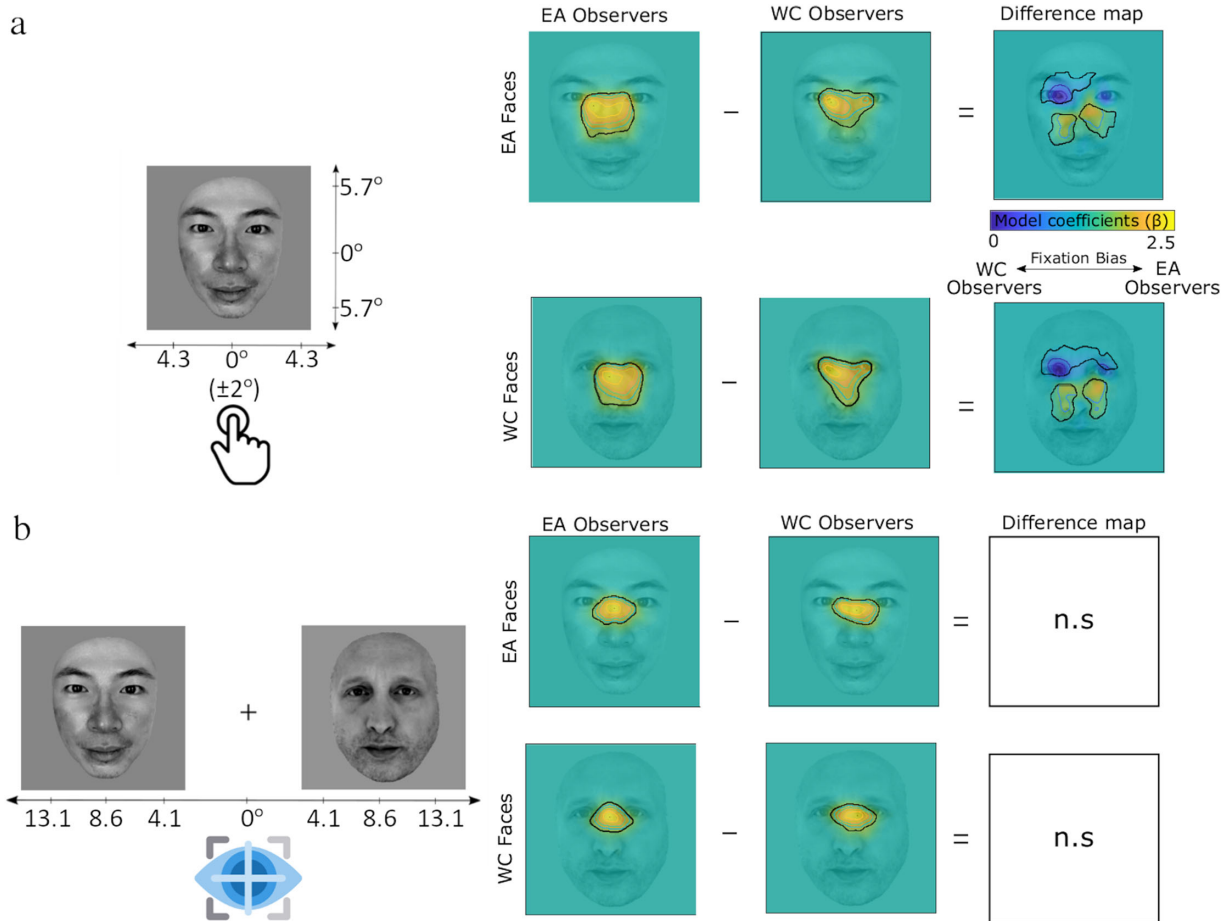 a
EA Observers
WC Observers
Difference map
EA Faces
–
=
5.7°
0°
5.7°
4.3 0° 4.3
(±2°)
Model coefficients (β)
0 2.5
Fixation Bias
WC Observers
EA Observers
WC Faces
–
=
b
EA Observers
WC Observers
Difference map
EA Faces
–
=
n.s
+
13.1 8.6 4.1 0° 4.1 8.6 13.1
WC Faces
–
=
n.s